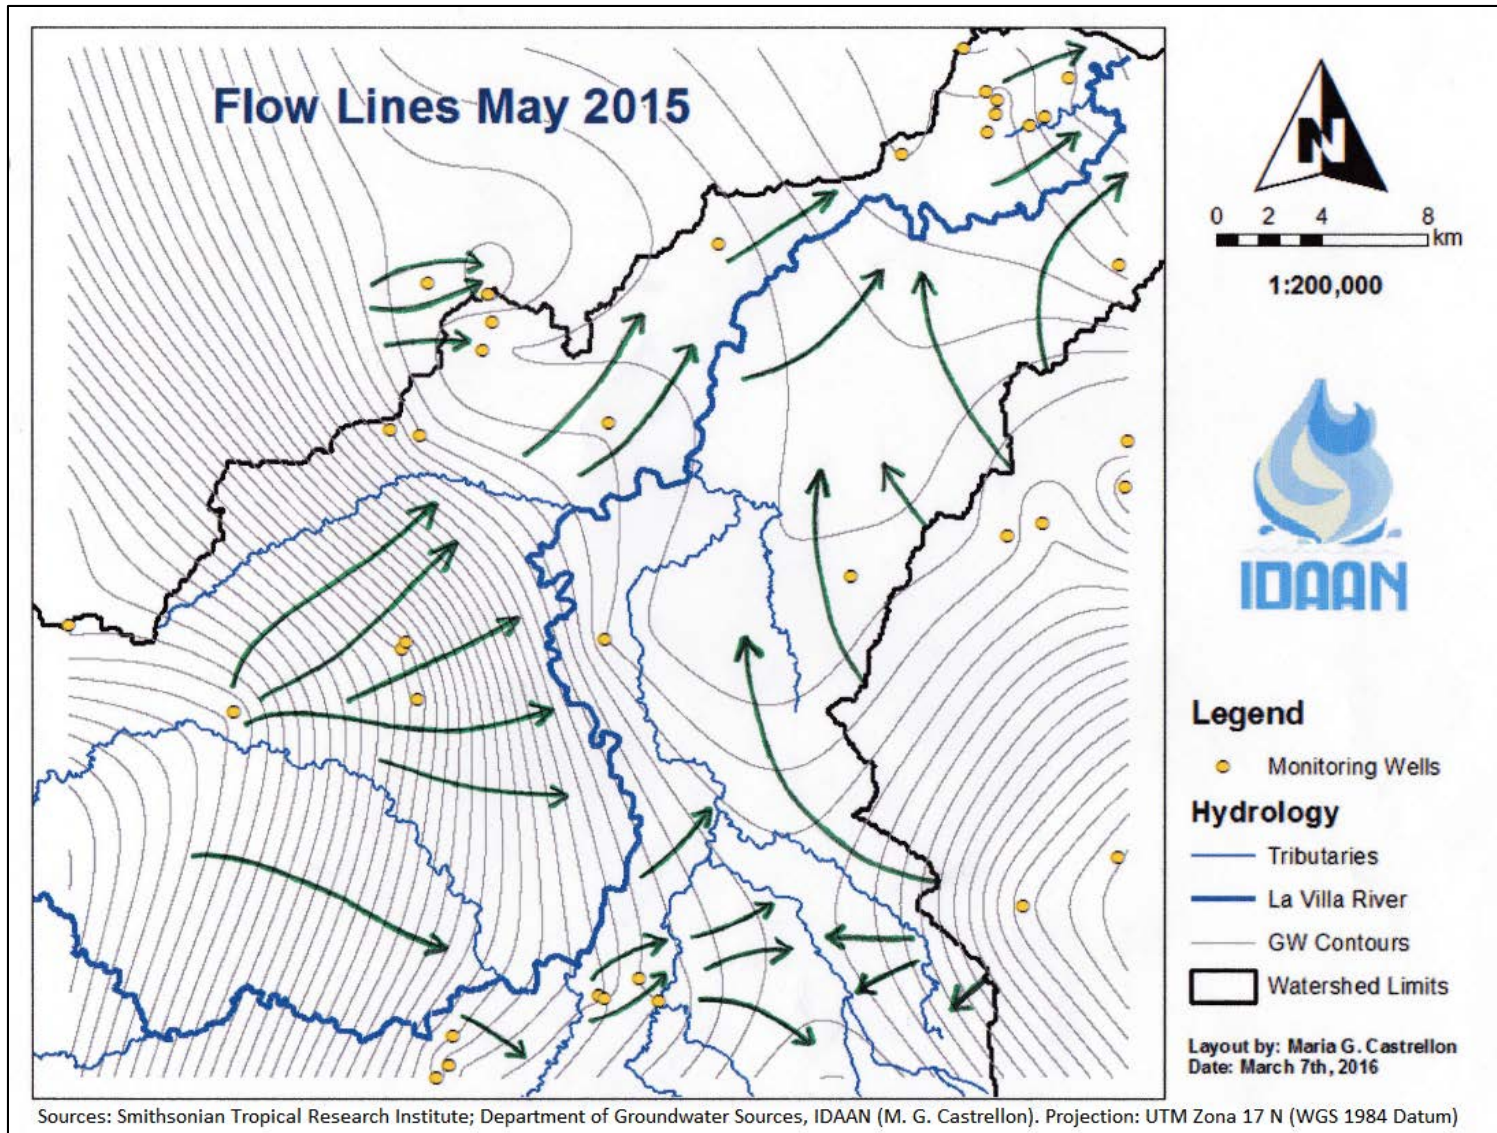 Flow Lines May 2015
N
0 2 4 8
km
1:200,000
IDAAN
Legend
Monitoring Wells
Hydrology
Tributaries
La Villa River
GW Contours
Watershed Limits
Layout by: Maria G. Castrellon
Date: March 7th, 2016
Sources: Smithsonian Tropical Research Institute; Department of Groundwater Sources, IDAAN (M. G. Castrellon). Projection: UTM Zona 17 N (WGS 1984 Datum)